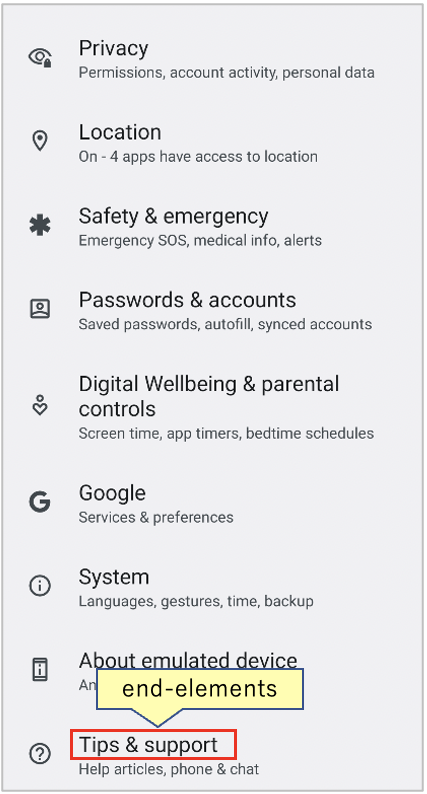 Privacy
Permissions, account activity, personal data
Location
On - 4 apps have access to location
Safety & emergency
Emergency SOS, medical info, alerts
Passwords & accounts
Saved passwords, autofill, synced accounts
Digital Wellbeing & parental
controls
Screen time, app timers, bedtime schedules
Google
Services & preferences
System
Languages, gestures, time, backup
About emulated device
end-elements
Tips & support
Help articles, phone & chat